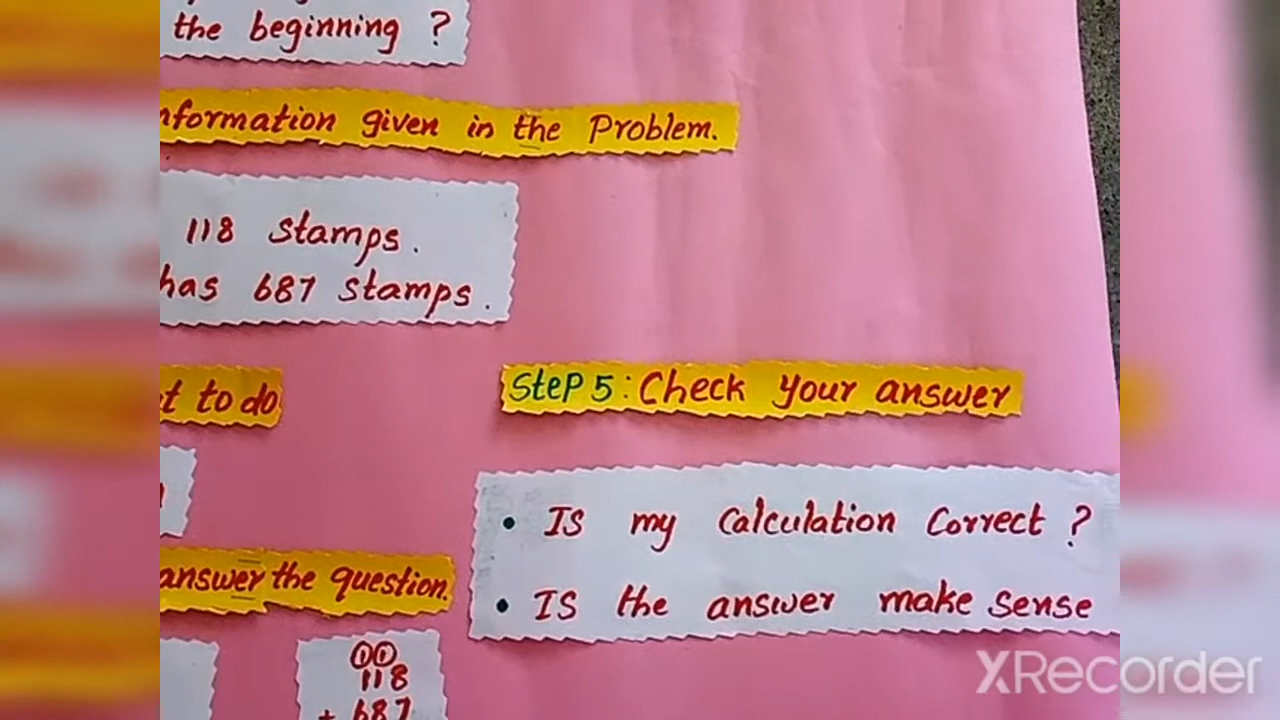 the beginning ?
nformation given in the Problem.
118 stamps.
has 687 stamps.
t to do
SteP 5: Check your answer
• Is my Calculation Correct ?
• Is the answer make sense
answer the question.
11
118
+ 687
XRecorder